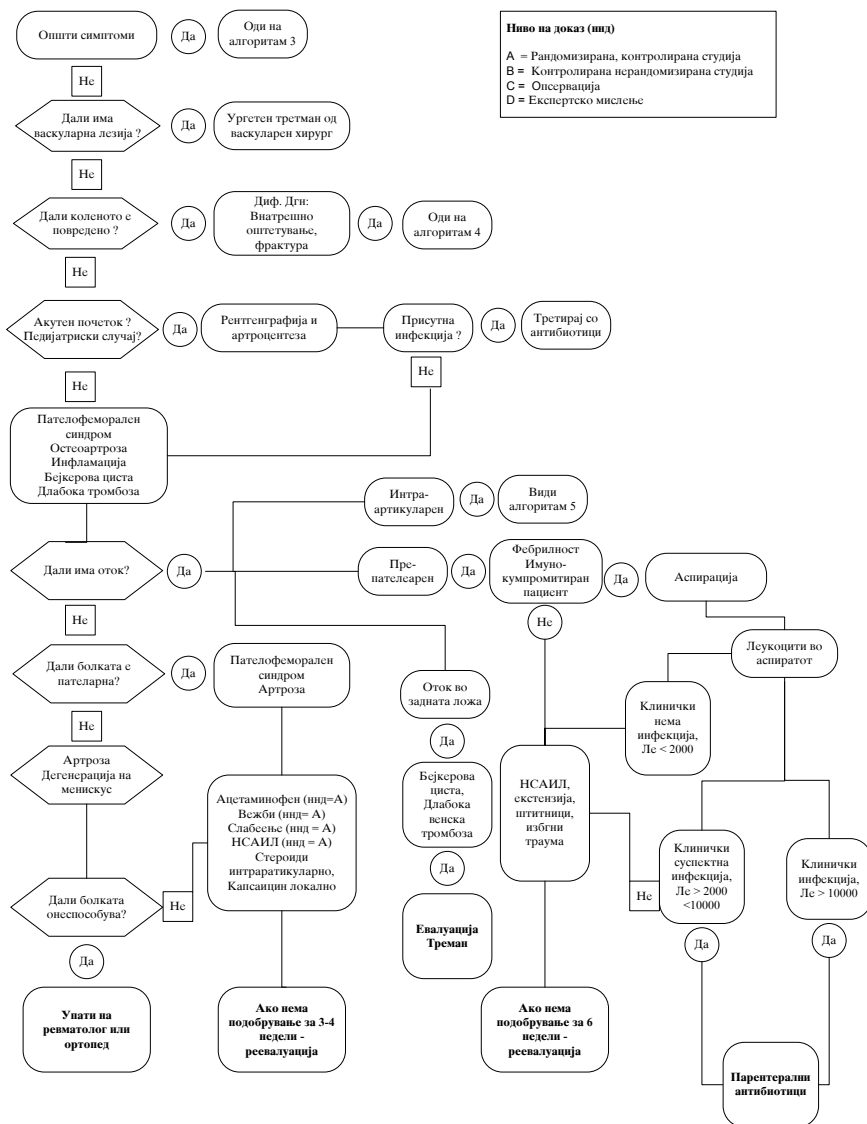 Општи симптоми
Да
Оди на
алгоритам 3
Ниво на доказ (ннд)
A = Рандомизирана, контролирана студија
B = Контролирана нерандомизирана студија
C = Опсервација
D = Експертско мислење
Не
Дали има
васкуларна лезија ?
Да
Ургетен третман од
васкуларен хирург
Не
Дали коленото е
повредено ?
Да
Диф. Дгн:
Внатрешно
оштетување,
фрактура
Да
Оди на
алгоритам 4
Не
Акутен почеток ?
Педијатриски случај?
Да
Рентгенграфија и
артроцентеза
Присутна
инфекција ?
Да
Третирај со
антибиотици
Не
Не
Пателофеморален
синдром
Остеоартроза
Инфламација
Бејкерова циста
Длабока тромбоза
Интра-
артикуларен
Да
Види
алгоритам 5
Дали има оток?
Да
Пре-
пателеарен
Да
Фебрилност
Имуно-
кумпромитиран
пациент
Да
Аспирација
Не
Не
Леукоцити во
аспиратот
Дали болката е
пателарна?
Да
Пателофеморален
синдром
Артроза
Оток во
задната ложа
Клинички
нема
инфекција,
Ле < 2000
Не
Да
Артроза
Дегенерација на
менискус
Ацетаминофен (ннд=А)
Вежби (ннд= А)
Слабеење (ннд = А)
НСАИЛ (ннд = А)
Стероиди
интраратикуларно,
Капсаицин локално
Бејкерова
циста,
Длабока
венска
тромбоза
НСАИЛ,
екстензија,
штитници,
избгни
траума
Клинички
суспектна
инфекција,
Ле > 2000
<10000
Клинички
инфекција,
Ле > 10000
Да
Не
Дали болката
онеспособува?
Не
Евалуација
Треман
Да
Да
Да
Упати на
ревматолог или
ортопед
Ако нема
подобрување за 3-4
недели -
реевалуација
Ако нема
подобрување за 6
недели -
реевалуација
Парентерални
антибиотици